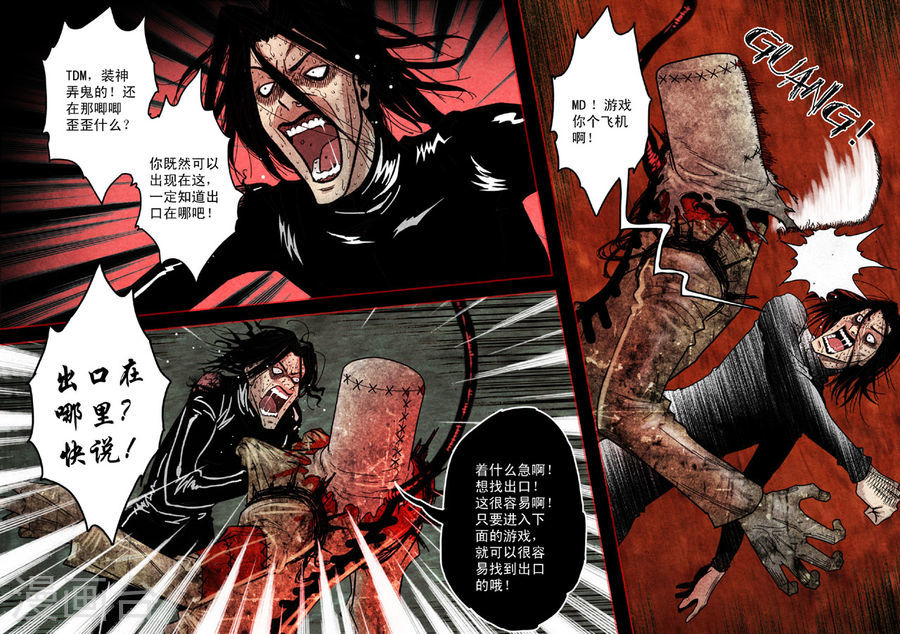 TDM，装神
弄鬼的！还
在那唧唧
歪歪什么？
你既然可以
出现在这，
一定知道出
口在哪吧！
出口在
哪里？
快说！
着什么急啊！
想找出口！
这很容易啊！
只要进入下
面的游戏，
就可以很容
易找到出口
的哦！
MD！游戏
你个飞机
啊！
GUANG!
漫画台